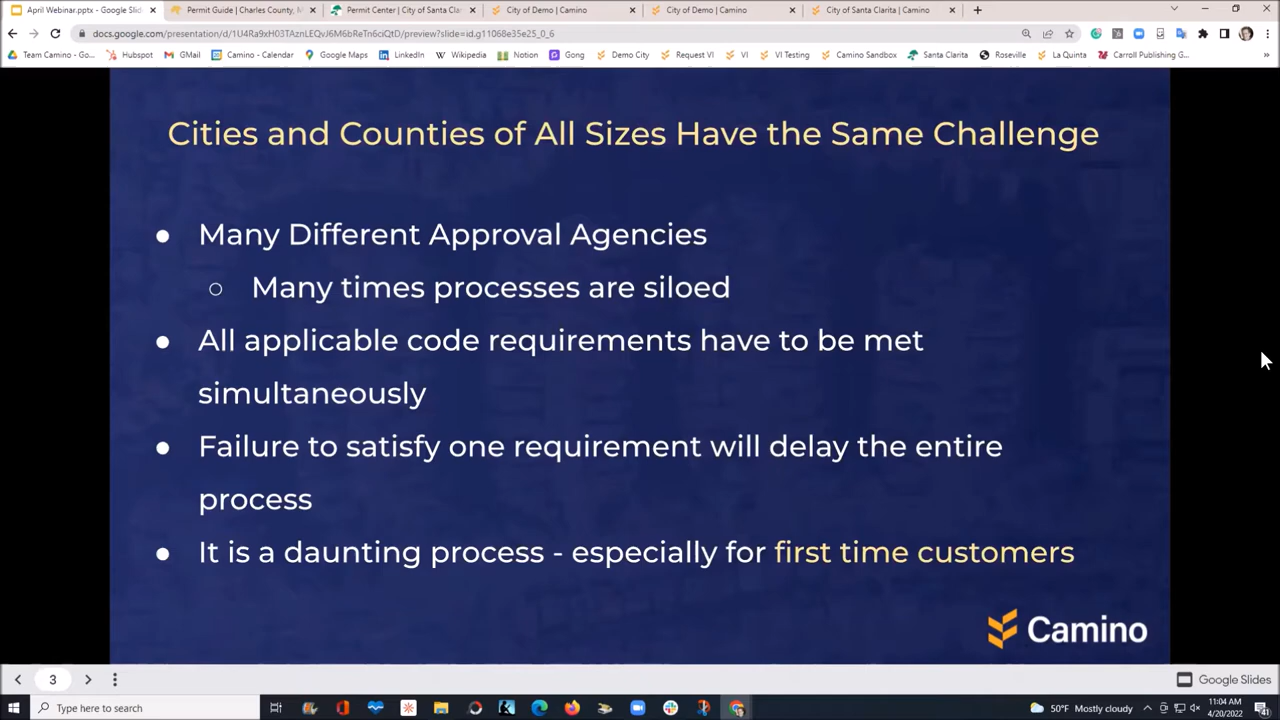 April Webinar.pptx - Google Slid
Permit Guide | Charles County, M
Permit Center | City of Santa Cla
City of Demo | Camino
City of Demo | Camino
City of Santa Clarita | Camino
docs.google.com/presentation/d/1U4Ra9xH03TAznLEQvJ6M6bReTn6ciQtD/preview?slide=id.g11068e35e25_0_6
Team Camino - Go...
Hubspot
GMail
Camino - Calendar
Google Maps
LinkedIn
Wikipedia
Notion
Gong
Demo City
Request VI
VI
VI Testing
Camino Sandbox
Santa Clarita
Roseville
La Quinta
Carroll Publishing G...
Cities and Counties of All Sizes Have the Same Challenge
● Many Different Approval Agencies
○ Many times processes are siloed
● All applicable code requirements have to be met
simultaneously
● Failure to satisfy one requirement will delay the entire
process
● It is a daunting process - especially for first time customers
Camino
3
Google Slides
Type here to search
50°F Mostly cloudy
11:04 AM
4/20/2022